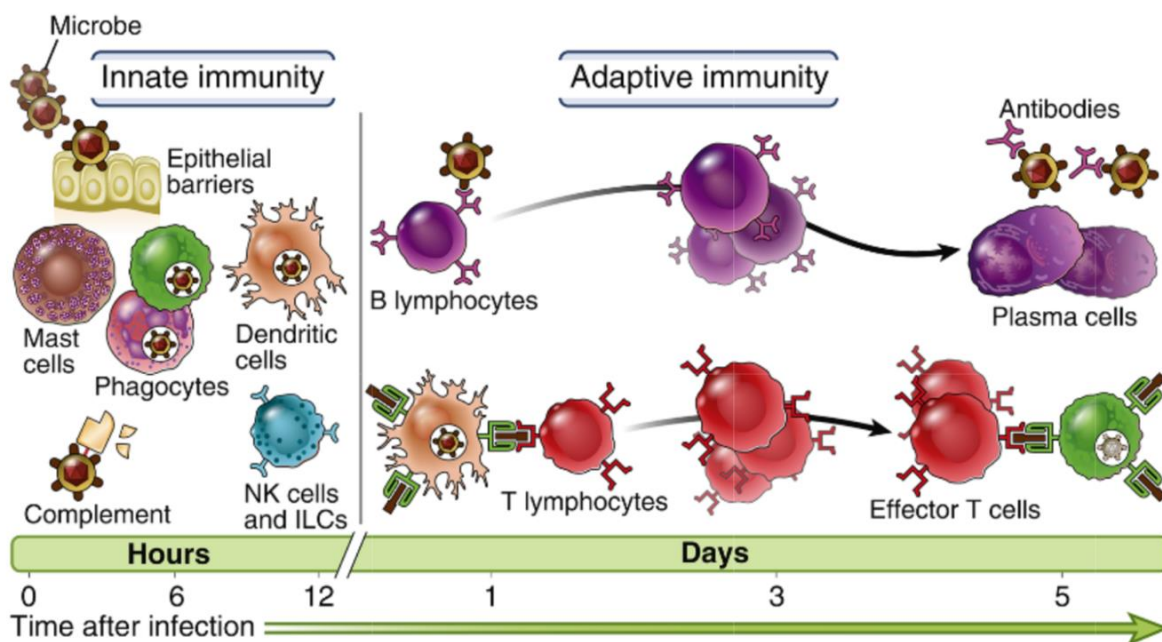 Microbe
Innate immunity
Adaptive immunity
Epithelial
barriers
Antibodies
Mast
cells
Phagocytes
Dendritic
cells
B lymphocytes
Plasma cells
Complement
NK cells
and ILCs
T lymphocytes
Effector T cells
Hours
Days
0
6
12
1
3
5
Time after infection